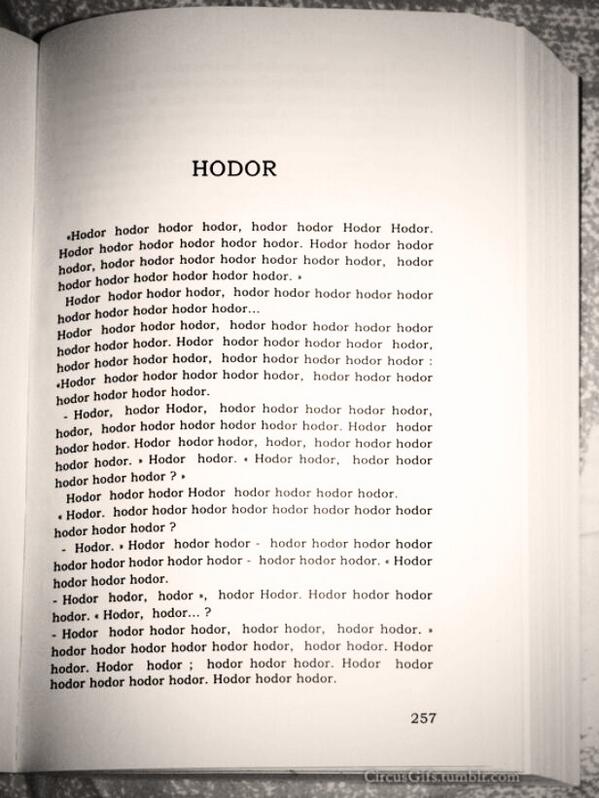 HODOR
«Hodor hodor hodor hodor, hodor hodor Hodor Hodor.
Hodor hodor hodor hodor hodor hodor. Hodor hodor hodor
hodor, hodor hodor hodor hodor hodor hodor hodor, hodor
hodor hodor hodor hodor hodor hodor. »
Hodor hodor hodor hodor, hodor hodor hodor hodor hodor
hodor hodor hodor hodor hodor...
Hodor hodor hodor hodor, hodor hodor hodor hodor hodor
hodor hodor hodor. Hodor hodor hodor hodor hodor hodor,
hodor hodor hodor hodor, hodor hodor hodor hodor hodor :
«Hodor hodor hodor hodor hodor hodor, hodor hodor hodor
hodor hodor hodor hodor.
- Hodor, hodor Hodor, hodor hodor hodor hodor hodor,
hodor, hodor hodor hodor hodor hodor hodor. Hodor hodor
hodor hodor. Hodor hodor hodor, hodor, hodor hodor hodor
hodor hodor. » Hodor hodor. « Hodor hodor, hodor hodor
hodor hodor hodor ? »
Hodor hodor hodor Hodor hodor hodor hodor hodor.
« Hodor. hodor hodor hodor hodor hodor hodor hodor hodor
hodor hodor hodor ?
- Hodor. » Hodor hodor hodor - hodor hodor hodor hodor
hodor hodor hodor hodor hodor - hodor hodor hodor. « Hodor
hodor hodor hodor.
- Hodor hodor, hodor », hodor Hodor. Hodor hodor hodor
hodor. « Hodor, hodor... ?
- Hodor hodor hodor hodor, hodor hodor, hodor hodor. »
hodor hodor hodor hodor hodor hodor, hodor hodor. Hodor
hodor. Hodor hodor ; hodor hodor hodor. Hodor hodor
hodor hodor hodor hodor. Hodor hodor hodor.
257
CircusGifs.tumblr.com